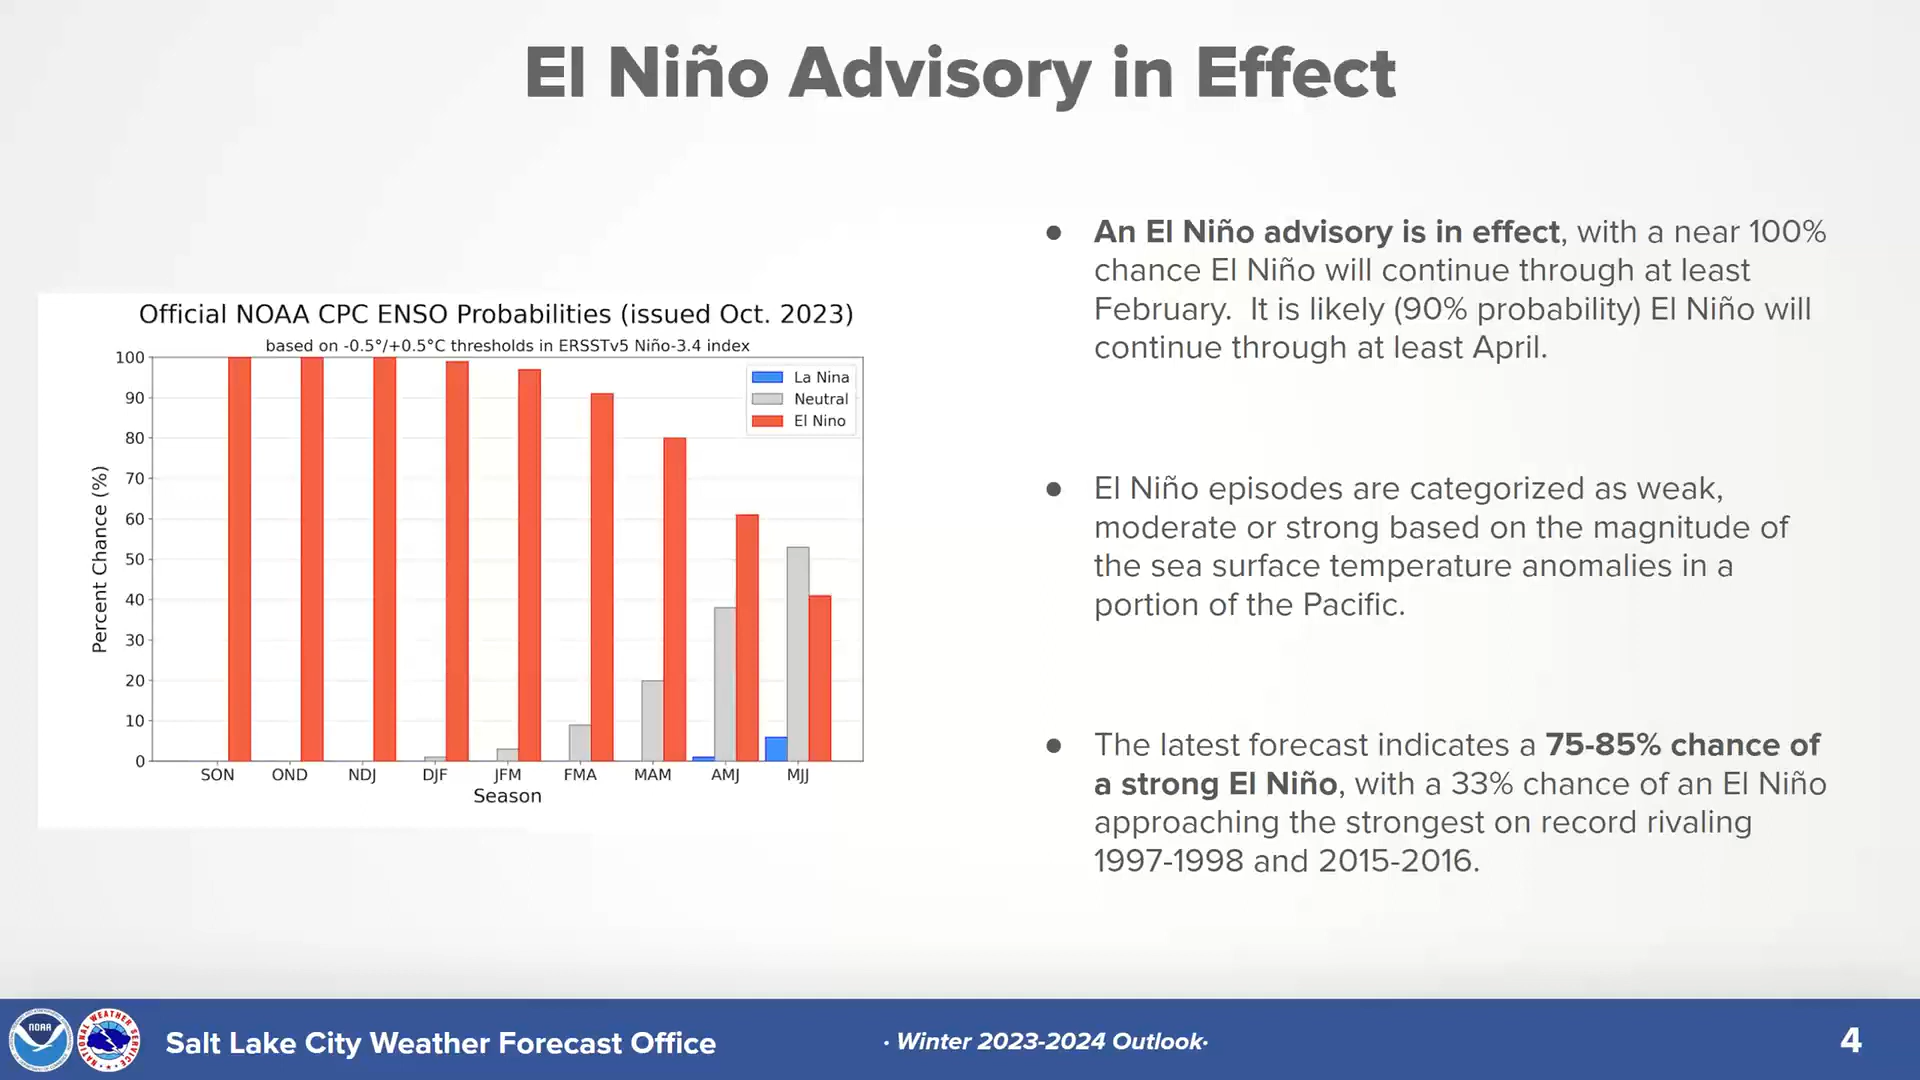 El Niño Advisory in Effect
Official NOAA CPC ENSO Probabilities (issued Oct. 2023)
based on -0.5°/+0.5°C thresholds in ERSSTv5 Niño-3.4 index
La Nina
Neutral
El Nino
Percent Chance (%)
100
90
80
70
60
50
40
30
20
10
0
SON OND NDJ DJF JFM FMA MAM AMJ MJJ
Season
● An El Niño advisory is in effect, with a near 100%
chance El Niño will continue through at least
February. It is likely (90% probability) El Niño will
continue through at least April.
● El Niño episodes are categorized as weak,
moderate or strong based on the magnitude of
the sea surface temperature anomalies in a
portion of the Pacific.
● The latest forecast indicates a 75-85% chance of
a strong El Niño, with a 33% chance of an El Niño
approaching the strongest on record rivaling
1997-1998 and 2015-2016.
NOAA
NATIONAL WEATHER SERVICE
Salt Lake City Weather Forecast Office
· Winter 2023-2024 Outlook·
4